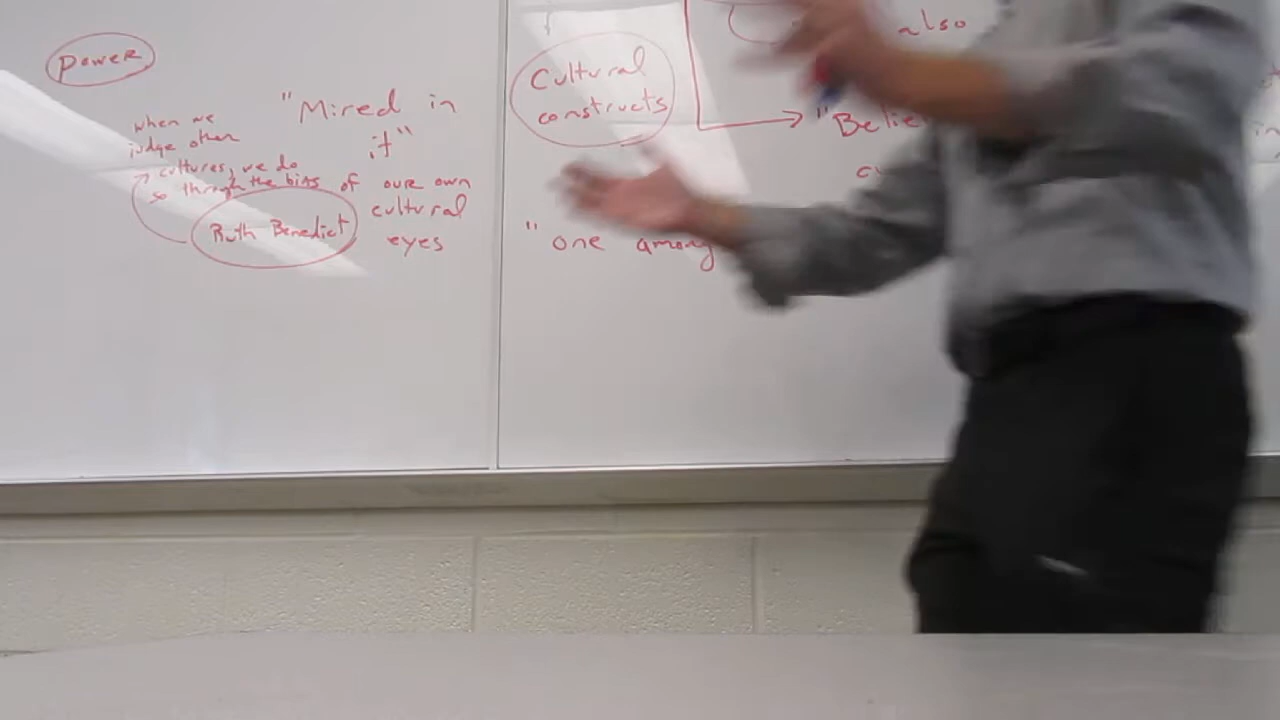 power
when we
judge other
cultures, we do
so through the bias of our own
cultural
eyes
Ruth Benedict
"Mired in
it"
Cultural
constructs
"one among
also